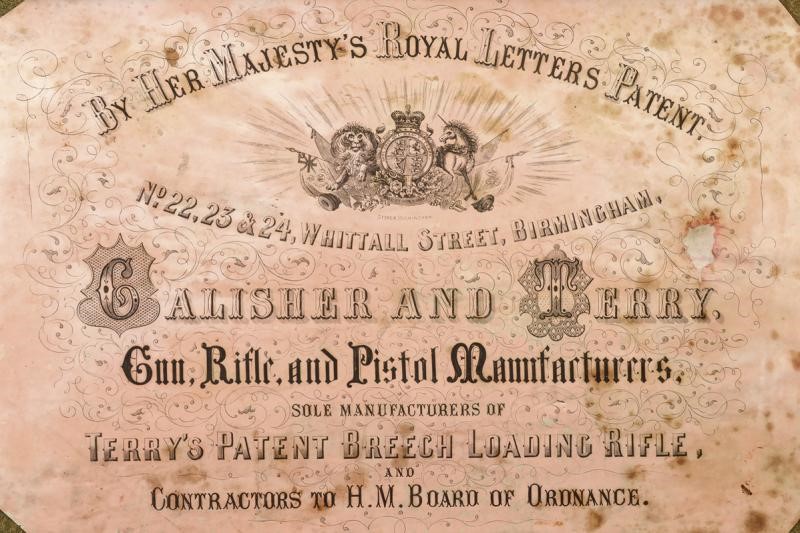 By Her Majesty's Royal Letters Patent.
No. 22, 23 & 24, Whittall Street, Birmingham,
Calisher and Terry.
Gun, Rifle, and Pistol Manufacturers.
SOLE MANUFACTURERS OF
Terry's Patent Breech Loading Rifle,
AND
Contractors to H.M. Board of Ordnance.